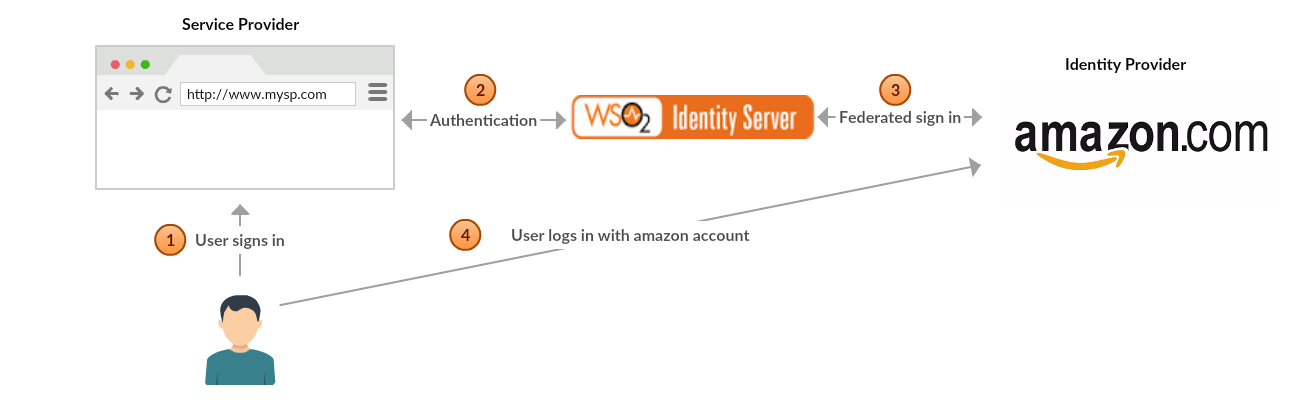 Service Provider
http://www.mysp.com
2
Authentication
WSO2 Identity Server
3
Federated sign in
Identity Provider
amazon.com
1
User signs in
4
User logs in with amazon account